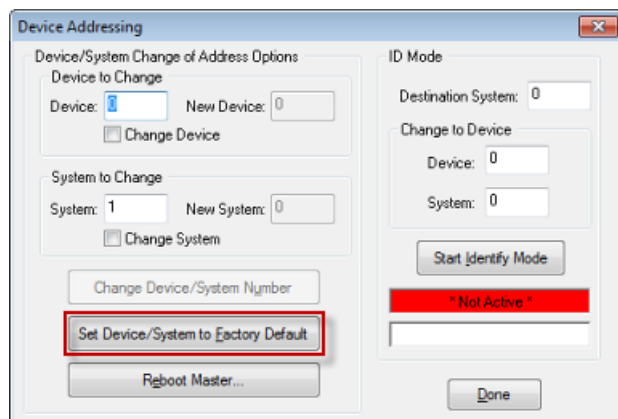 Device Addressing
Device/System Change of Address Options
Device to Change
Device: 0 New Device: 0
Change Device
System to Change
System: 1 New System: 0
Change System
Change Device/System Number
Set Device/System to Factory Default
Reboot Master...
ID Mode
Destination System: 0
Change to Device
Device: 0
System: 0
Start Identify Mode
* Not Active *
Done